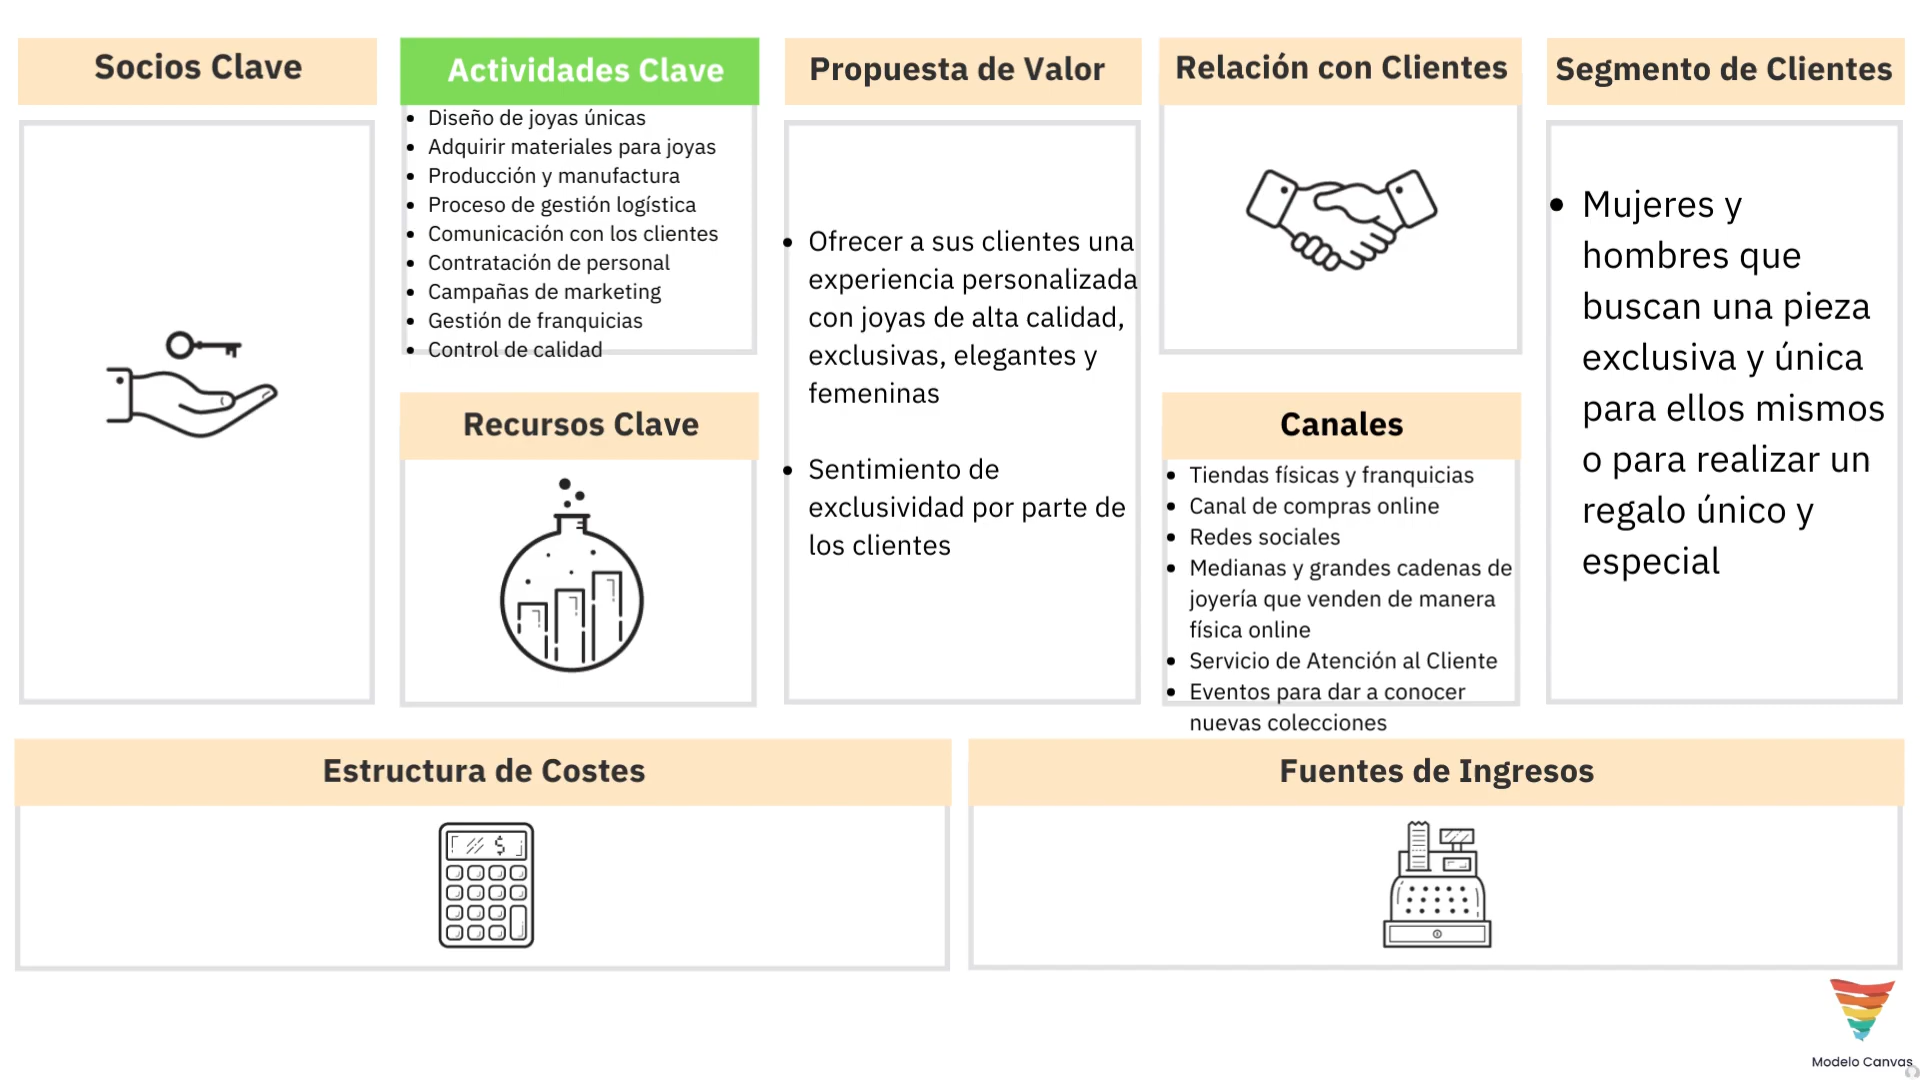 Socios Clave
Actividades Clave
• Diseño de joyas únicas
• Adquirir materiales para joyas
• Producción y manufactura
• Proceso de gestión logística
• Comunicación con los clientes
• Contratación de personal
• Campañas de marketing
• Gestión de franquicias
• Control de calidad
Recursos Clave
Propuesta de Valor
• Ofrecer a sus clientes una
experiencia personalizada
con joyas de alta calidad,
exclusivas, elegantes y
femeninas
• Sentimiento de
exclusividad por parte de
los clientes
Relación con Clientes
Canales
• Tiendas físicas y franquicias
• Canal de compras online
• Redes sociales
• Medianas y grandes cadenas de
joyería que venden de manera
física online
• Servicio de Atención al Cliente
• Eventos para dar a conocer
nuevas colecciones
Segmento de Clientes
• Mujeres y
hombres que
buscan una pieza
exclusiva y única
para ellos mismos
o para realizar un
regalo único y
especial
Estructura de Costes
$
Fuentes de Ingresos
Modelo Canvas